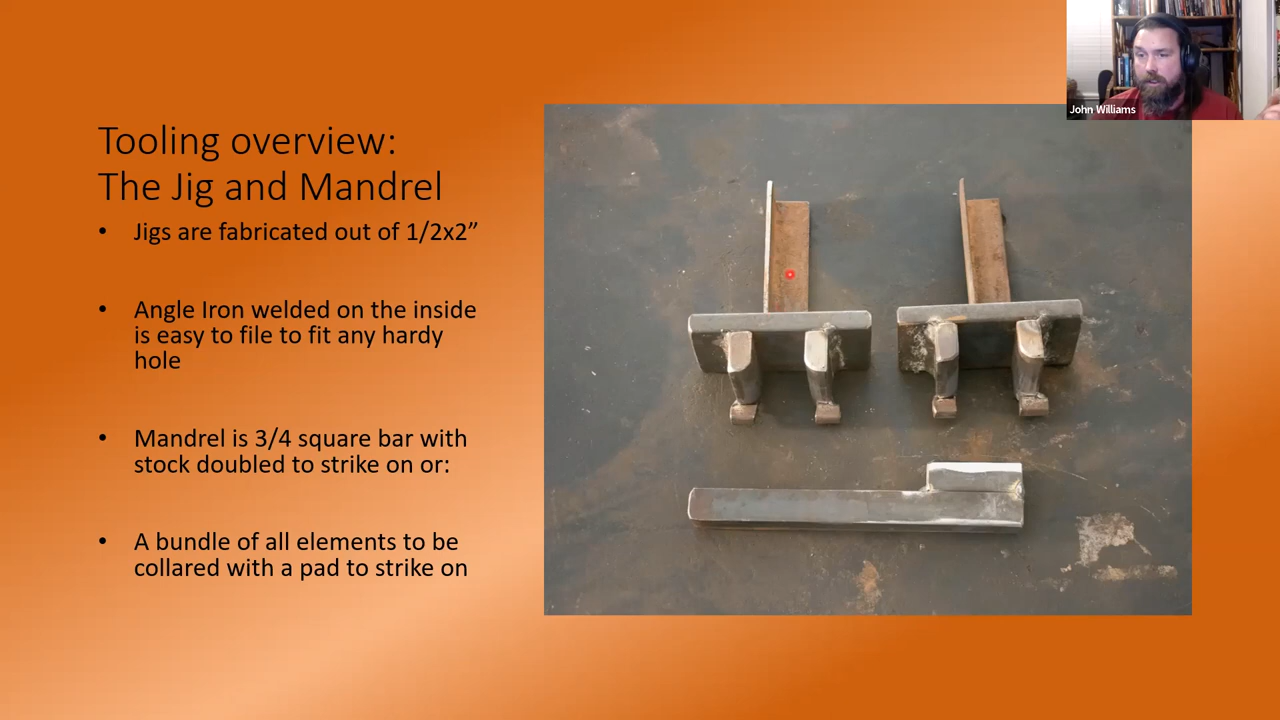 John Williams
Tooling overview:
The Jig and Mandrel
• Jigs are fabricated out of 1/2x2”
• Angle Iron welded on the inside
is easy to file to fit any hardy
hole
• Mandrel is 3/4 square bar with
stock doubled to strike on or:
• A bundle of all elements to be
collared with a pad to strike on